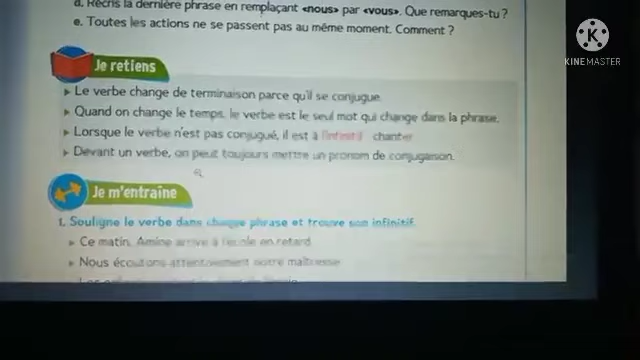 d. Récris la dernière phrase en remplaçant «nous» par «vous». Que remarques-tu ?
e. Toutes les actions ne se passent pas au même moment. Comment ?
KINEMASTER
Je retiens
Le verbe change de terminaison parce qu'il se conjugue.
Quand on change le temps, le verbe est le seul mot qui change dans la phrase.
Lorsque le verbe n'est pas conjugué, il est à l'infinitif chanter
Devant un verbe, on peut toujours mettre un pronom de conjugaison.
Je m'entraîne
1. Souligne le verbe dans chaque phrase et trouve son infinitif.
Ce matin, Amine arrive à l'école en retard
Nous écoutons attentivement notre maîtresse